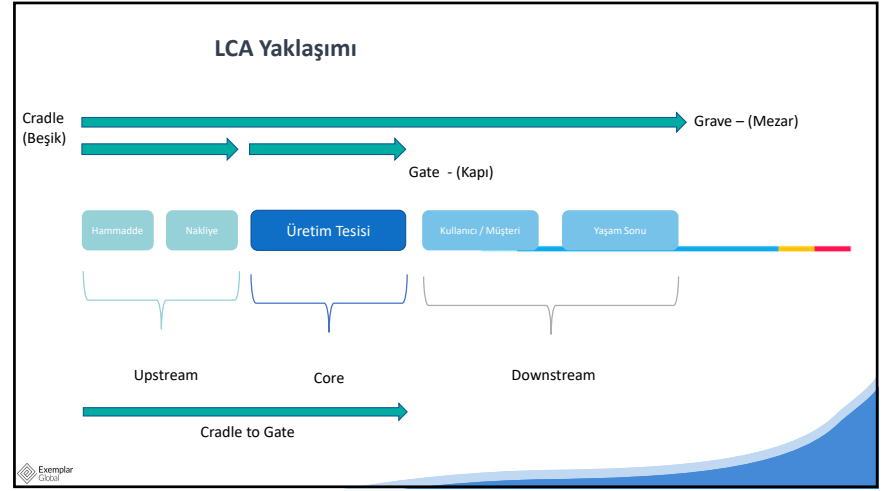 LCA Yaklaşımı
Cradle
(Beşik)
Grave – (Mezar)
Gate - (Kapı)
Hammadde
Nakliye
Üretim Tesisi
Kullanıcı / Müşteri
Yaşam Sonu
Upstream
Core
Downstream
Cradle to Gate
Exemplar
Global